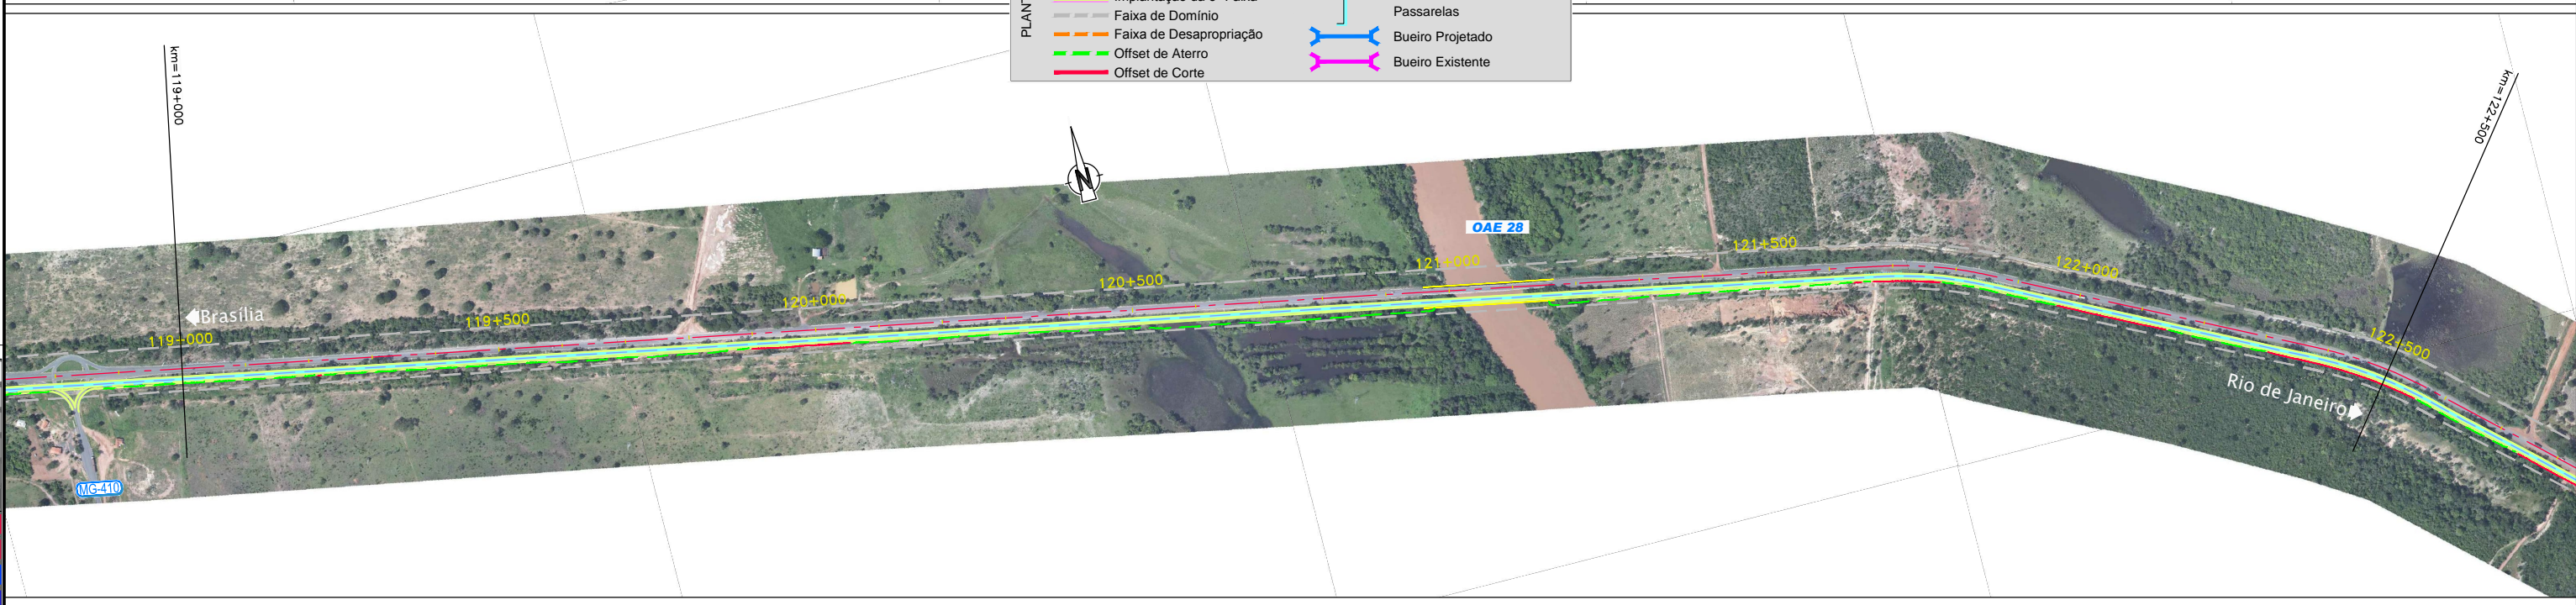 PLANT
Faixa de Domínio
Faixa de Desapropriação
Offset de Aterro
Offset de Corte
Passarelas
Bueiro Projetado
Bueiro Existente
km=119+000
km=122+500
N
OAE 28
Brasília
119+000
119+500
120+000
120+500
121+000
121+500
122+000
122+500
Rio de Janeiro
MG-410